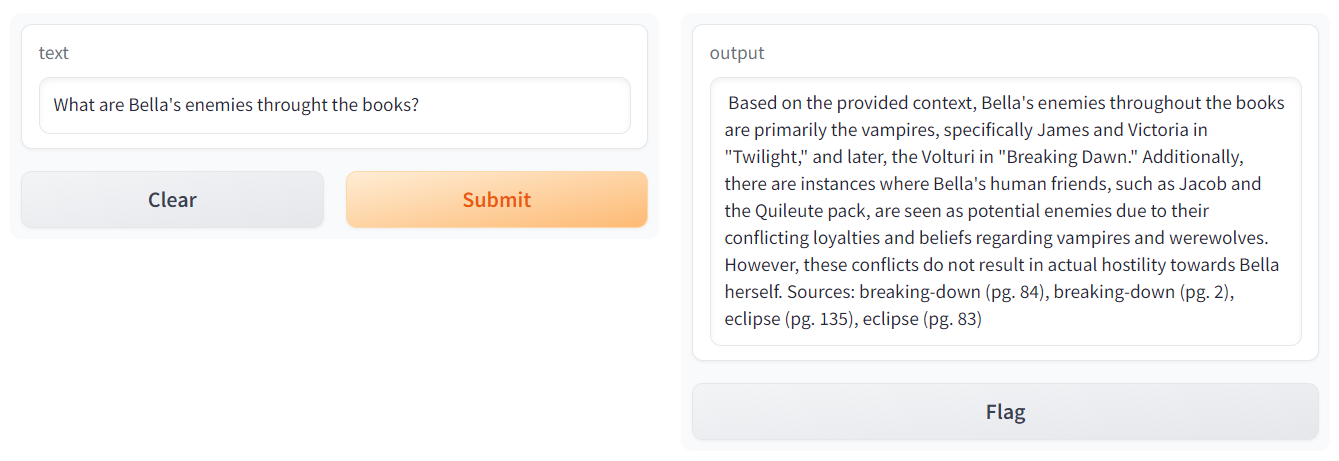 text
What are Bella's enemies throught the books?
Clear
Submit
output
Based on the provided context, Bella's enemies throughout the books
are primarily the vampires, specifically James and Victoria in
"Twilight," and later, the Volturi in "Breaking Dawn." Additionally,
there are instances where Bella's human friends, such as Jacob and
the Quileute pack, are seen as potential enemies due to their
conflicting loyalties and beliefs regarding vampires and werewolves.
However, these conflicts do not result in actual hostility towards Bella
herself. Sources: breaking-down (pg. 84), breaking-down (pg. 2),
eclipse (pg. 135), eclipse (pg. 83)
Flag